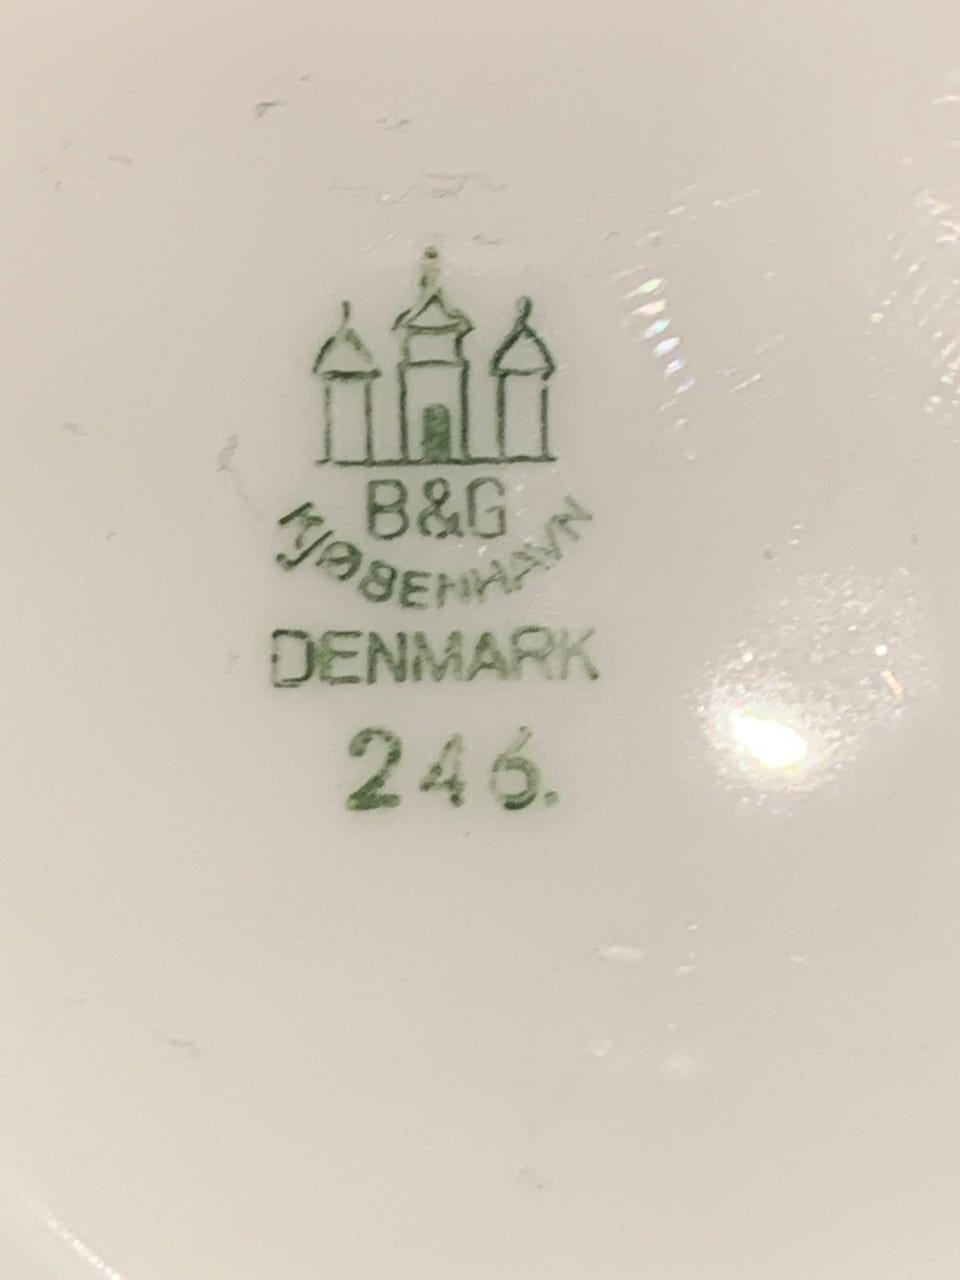 B&G
KJØBENHAVN
DENMARK
246.